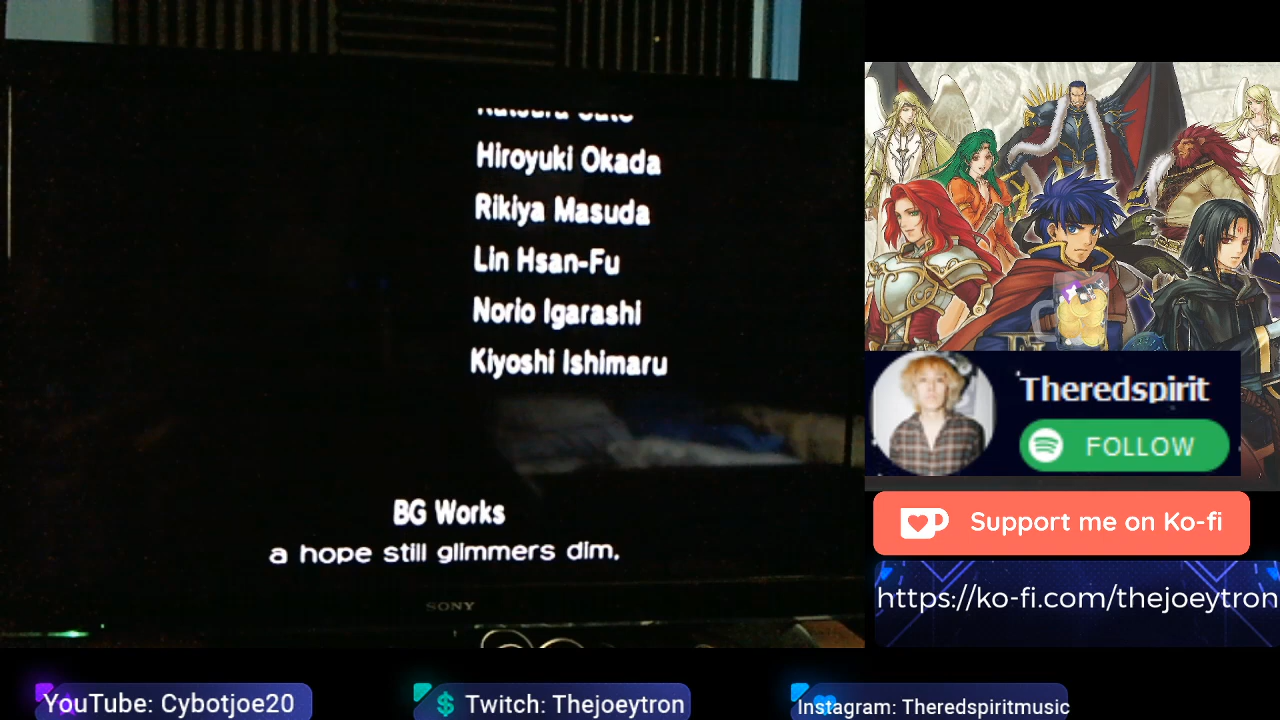 Hiroyuki Okada
Rikiya Masuda
Lin Hsan-Fu
Norio Igarashi
Kiyoshi Ishimaru
BG Works
a hope still glimmers dim,
SONY
Theredspirit
FOLLOW
Support me on Ko-fi
https://ko-fi.com/thejoeytron
YouTube: Cybotjoe20
Twitch: Thejoeytron
Instagram: Theredspiritmusic